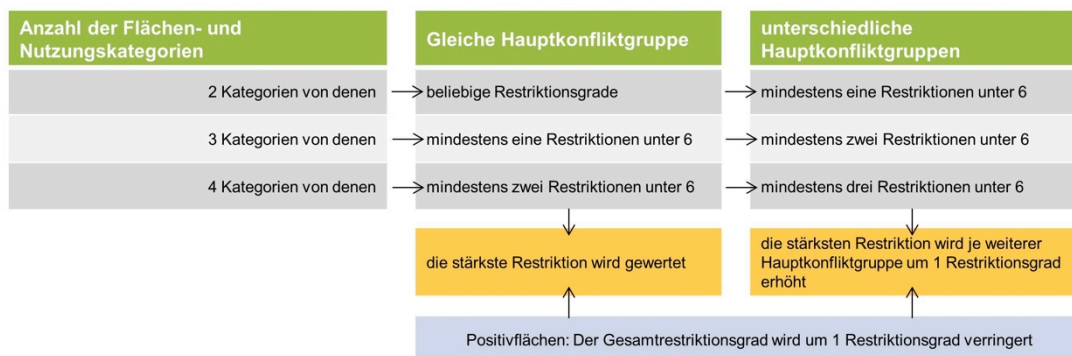 Anzahl der Flächen- und
Nutzungskategorien
Gleiche Hauptkonfliktgruppe
unterschiedliche
Hauptkonfliktgruppen
2 Kategorien von denen
beliebige Restriktionsgrade
mindestens eine Restriktionen unter 6
3 Kategorien von denen
mindestens eine Restriktionen unter 6
mindestens zwei Restriktionen unter 6
4 Kategorien von denen
mindestens zwei Restriktionen unter 6
mindestens drei Restriktionen unter 6
die stärkste Restriktion wird gewertet
die stärksten Restriktion wird je weiterer
Hauptkonfliktgruppe um 1 Restriktionsgrad
erhöht
Positivflächen: Der Gesamtrestriktionsgrad wird um 1 Restriktionsgrad verringert